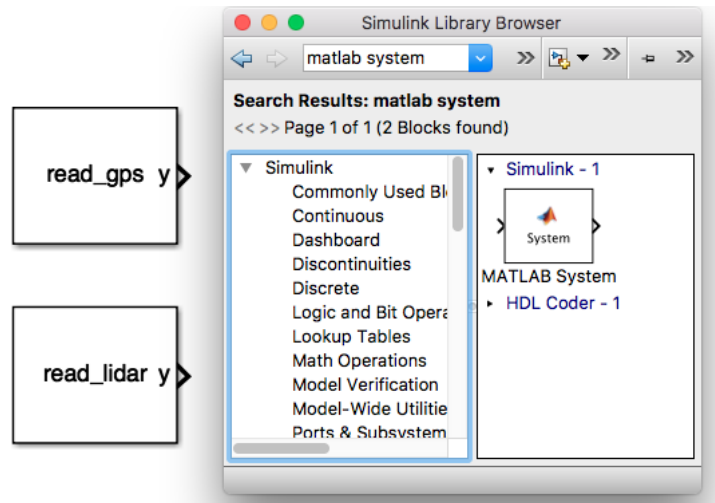 Simulink Library Browser
matlab system
Search Results: matlab system
<< >> Page 1 of 1 (2 Blocks found)
Simulink
Commonly Used Bl
Continuous
Dashboard
Discontinuities
Discrete
Logic and Bit Opera
Lookup Tables
Math Operations
Model Verification
Model-Wide Utilitie
Ports & Subsystem
Simulink - 1
System
MATLAB System
HDL Coder - 1
read_gps y
read_lidar y